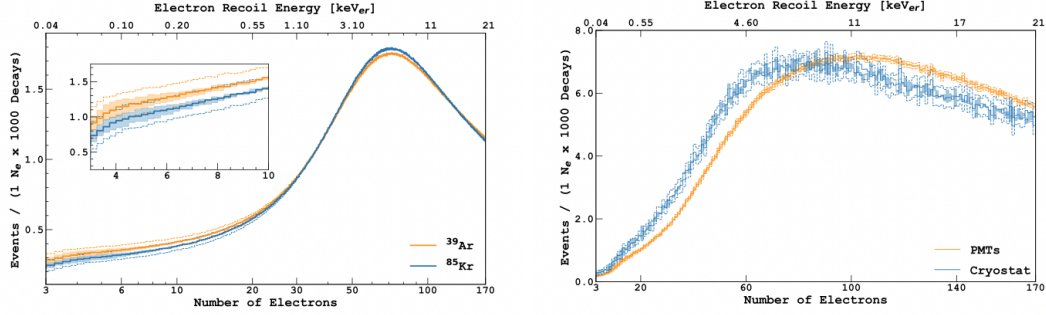 Electron Recoil Energy [keVer]
0.04 0.10 0.20 0.55 1.10 3.10 11 21
Events / (1 Ne x 1000 Decays)
1.5
1.0
0.5
1.5
1.0
0.5
4 6 8 10
39Ar
85Kr
3 6 10 20 30 60 100 170
Number of Electrons
Electron Recoil Energy [keVer]
0.04 0.55 4.60 11 17 21
Events / (1 Ne x 1000 Decays)
8.0
6.0
4.0
2.0
0.0
PMTs
Cryostat
3 20 60 100 140 170
Number of Electrons